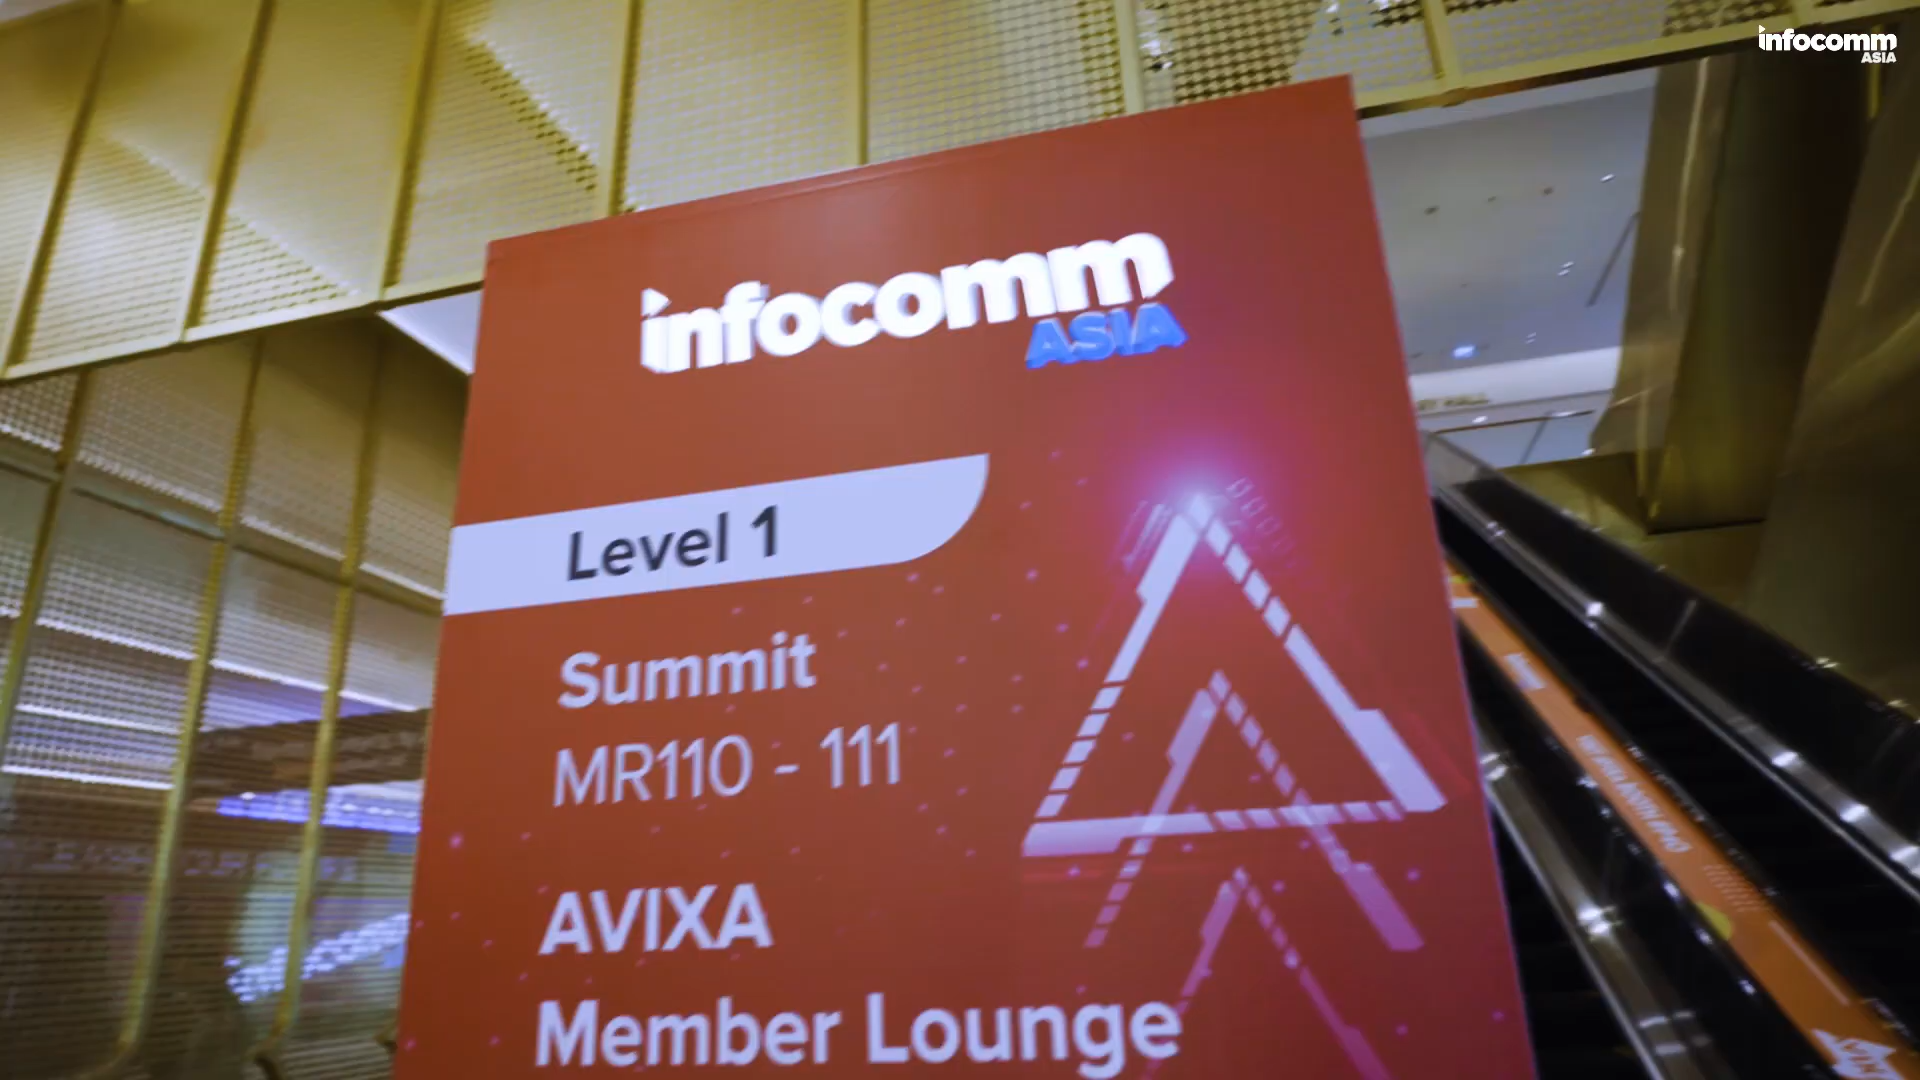 infocomm
ASIA
infocomm
ASIA
Level 1
Summit
MR110 - 111
AVIXA
Member Lounge